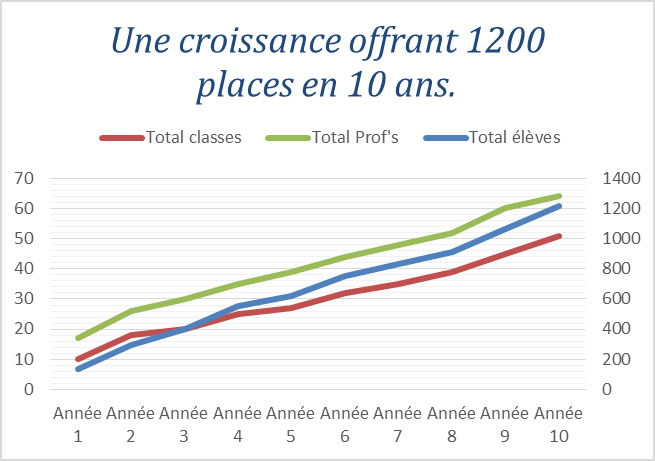 Une croissance offrant 1200
places en 10 ans.
Total classes Total Prof's Total élèves
70 1400
60 1200
50 1000
40 800
30 600
20 400
10 200
0 0
Année Année Année Année Année Année Année Année Année Année
1 2 3 4 5 6 7 8 9 10